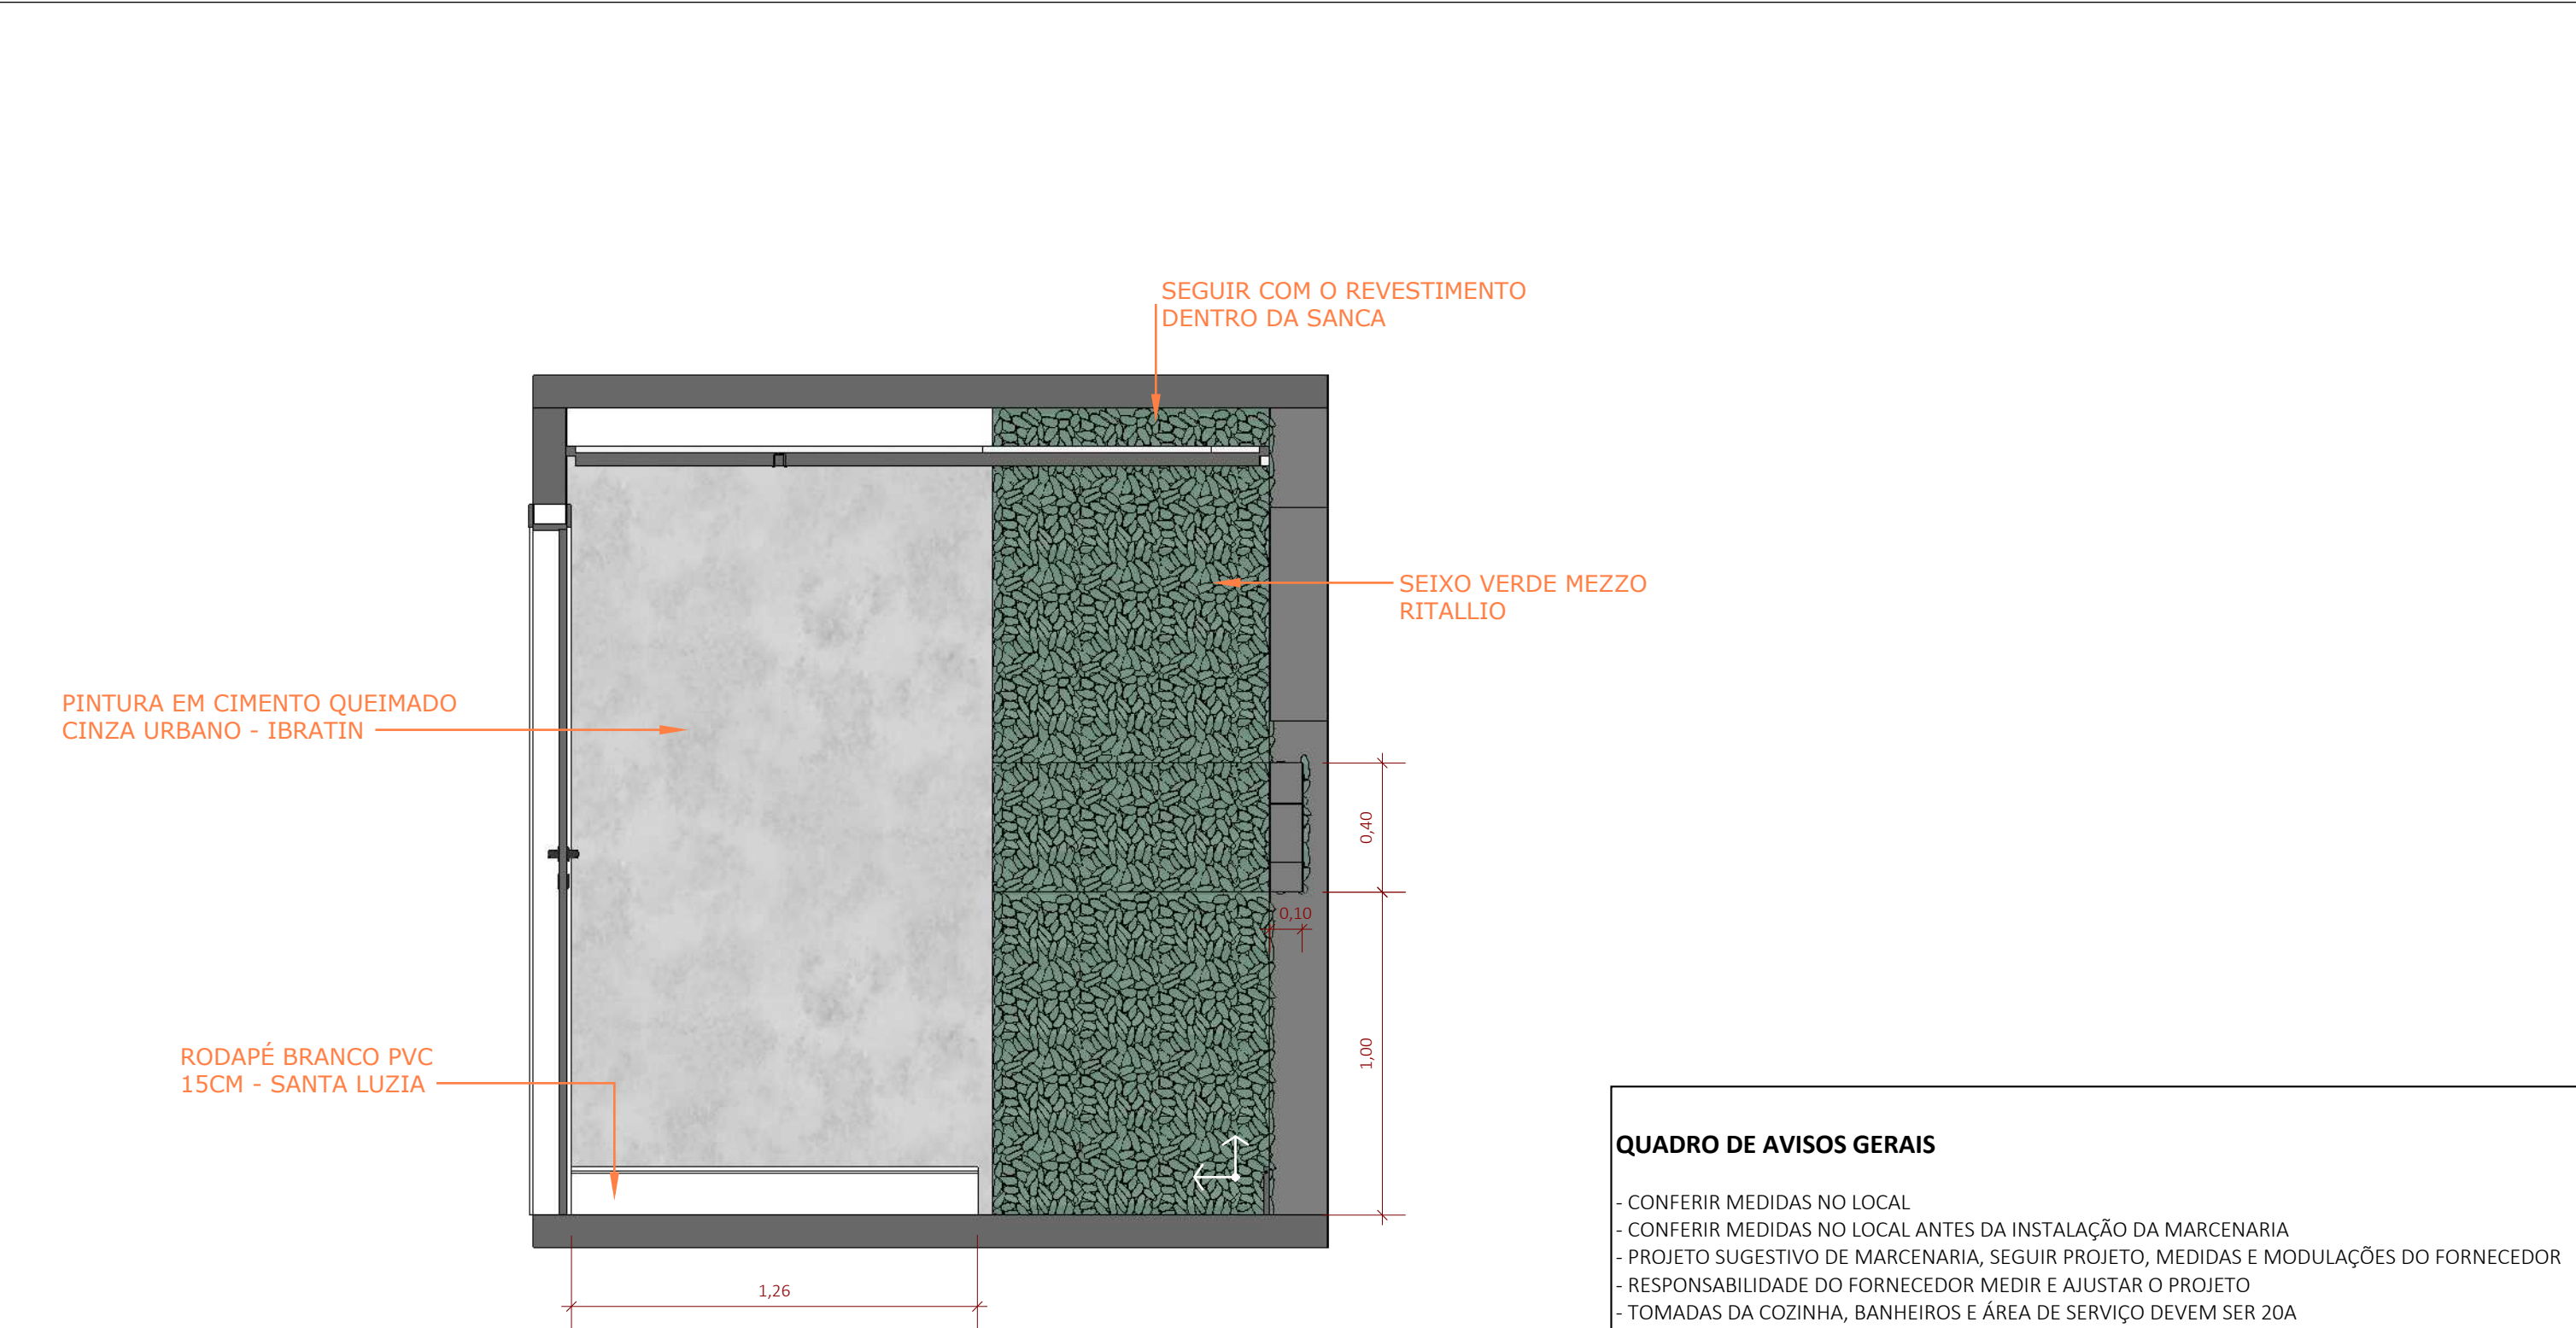 SEGUIR COM O REVESTIMENTO
DENTRO DA SANCA
SEIXO VERDE MEZZO
RITALLIO
PINTURA EM CIMENTO QUEIMADO
CINZA URBANO - IBRATIN
0,40
0,10
1,00
RODAPÉ BRANCO PVC
15CM - SANTA LUZIA
1,26
QUADRO DE AVISOS GERAIS
- CONFERIR MEDIDAS NO LOCAL
- CONFERIR MEDIDAS NO LOCAL ANTES DA INSTALAÇÃO DA MARCENARIA
- PROJETO SUGESTIVO DE MARCENARIA, SEGUIR PROJETO, MEDIDAS E MODULAÇÕES DO FORNECEDOR
- RESPONSABILIDADE DO FORNECEDOR MEDIR E AJUSTAR O PROJETO
- TOMADAS DA COZINHA, BANHEIROS E ÁREA DE SERVIÇO DEVEM SER 20A